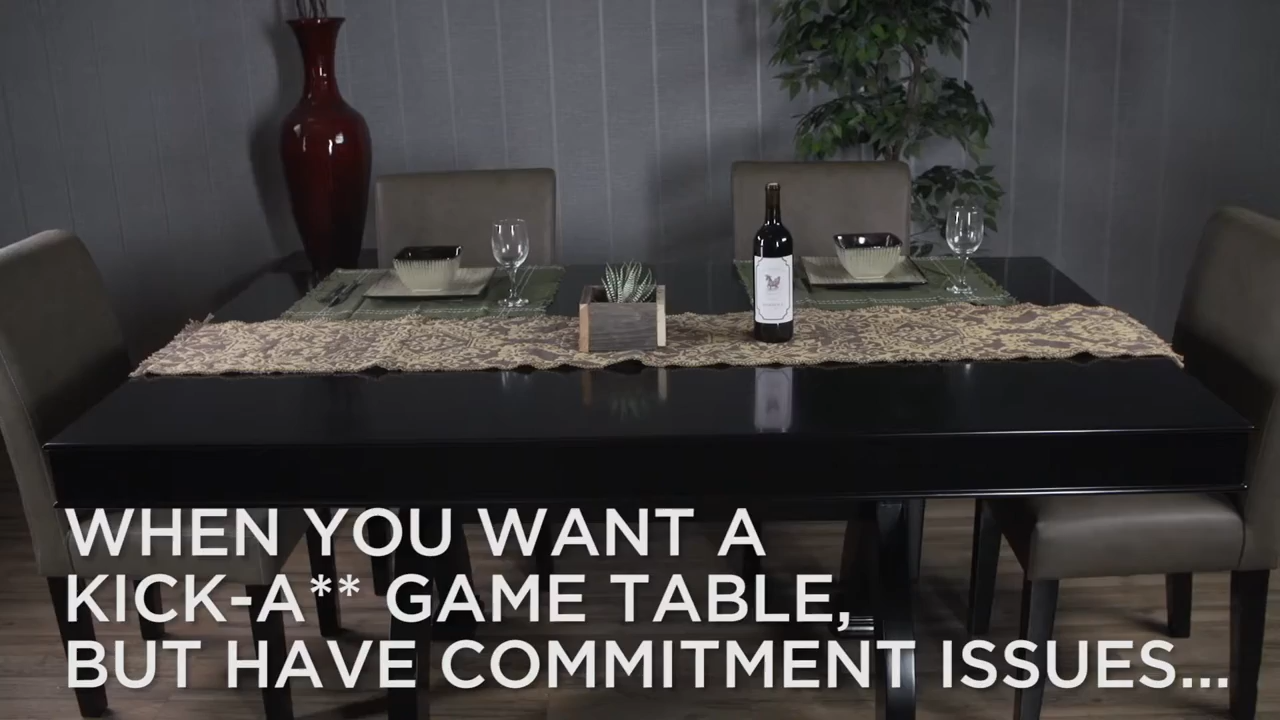 WHEN YOU WANT A
KICK-A** GAME TABLE,
BUT HAVE COMMITMENT ISSUES...